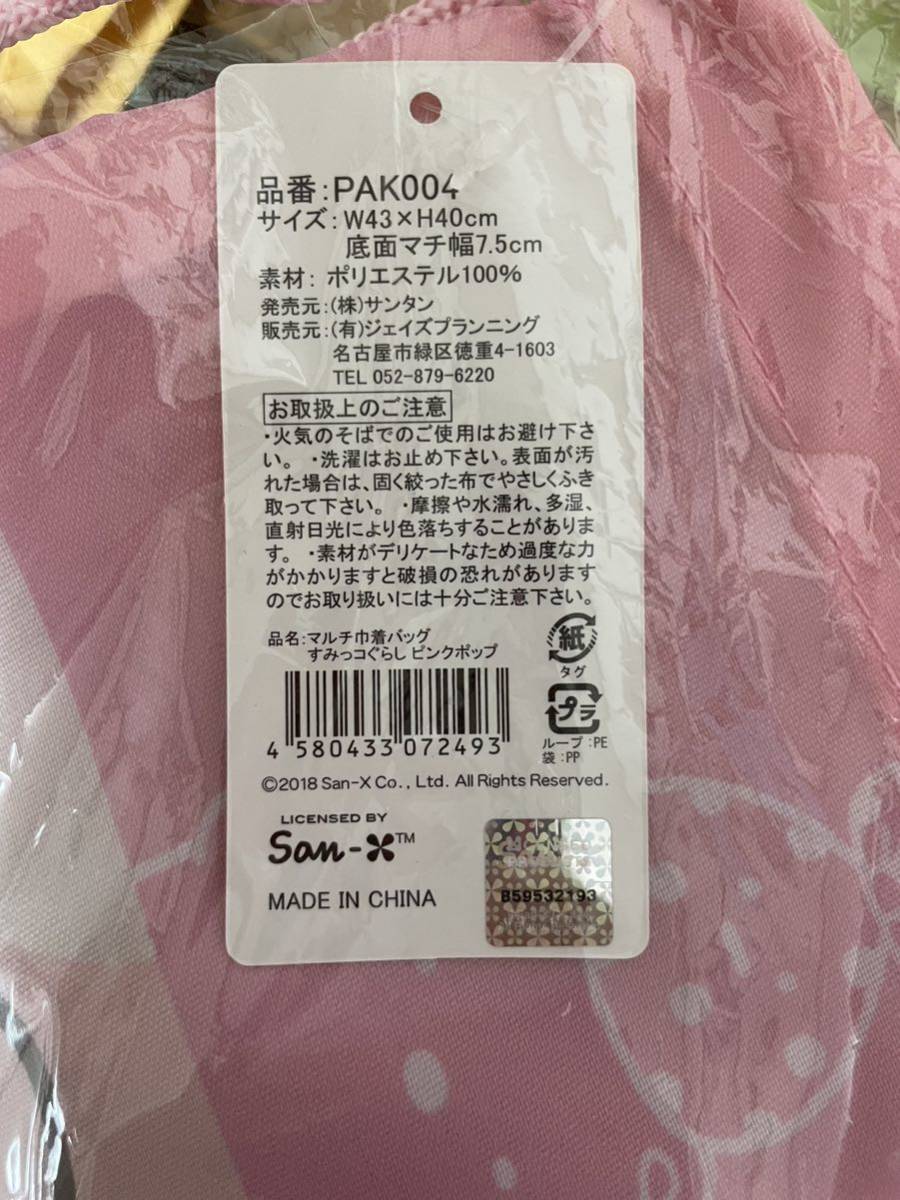 品番:PAK004
サイズ:W43×H40cm
底面マチ幅7.5cm
素材: ポリエステル100%
発売元:(株)サンタン
販売元:(有)ジェイズプランニング
名古屋市緑区徳重4-1603
TEL 052-879-6220
お取扱上のご注意
・火気のそばでのご使用はお避け下さ
い。 ・洗濯はお止め下さい。表面が汚
れた場合は、固く絞った布でやさしくふき
取って下さい。 ・摩擦や水濡れ、多湿、
直射日光により色落ちすることがありま
す。 ・素材がデリケートなため過度な力
がかかりますと破損の恐れがあります
のでお取り扱いには十分ご注意下さい。
品名:マルチ巾着バッグ
すみっコぐらし ピンクポップ
紙
タグ
プラ
ループ:PE
袋:PP
4 580433 072493
©2018 San-X Co., Ltd. All Rights Reserved.
LICENSED BY
San-X™
MADE IN CHINA
B59532193